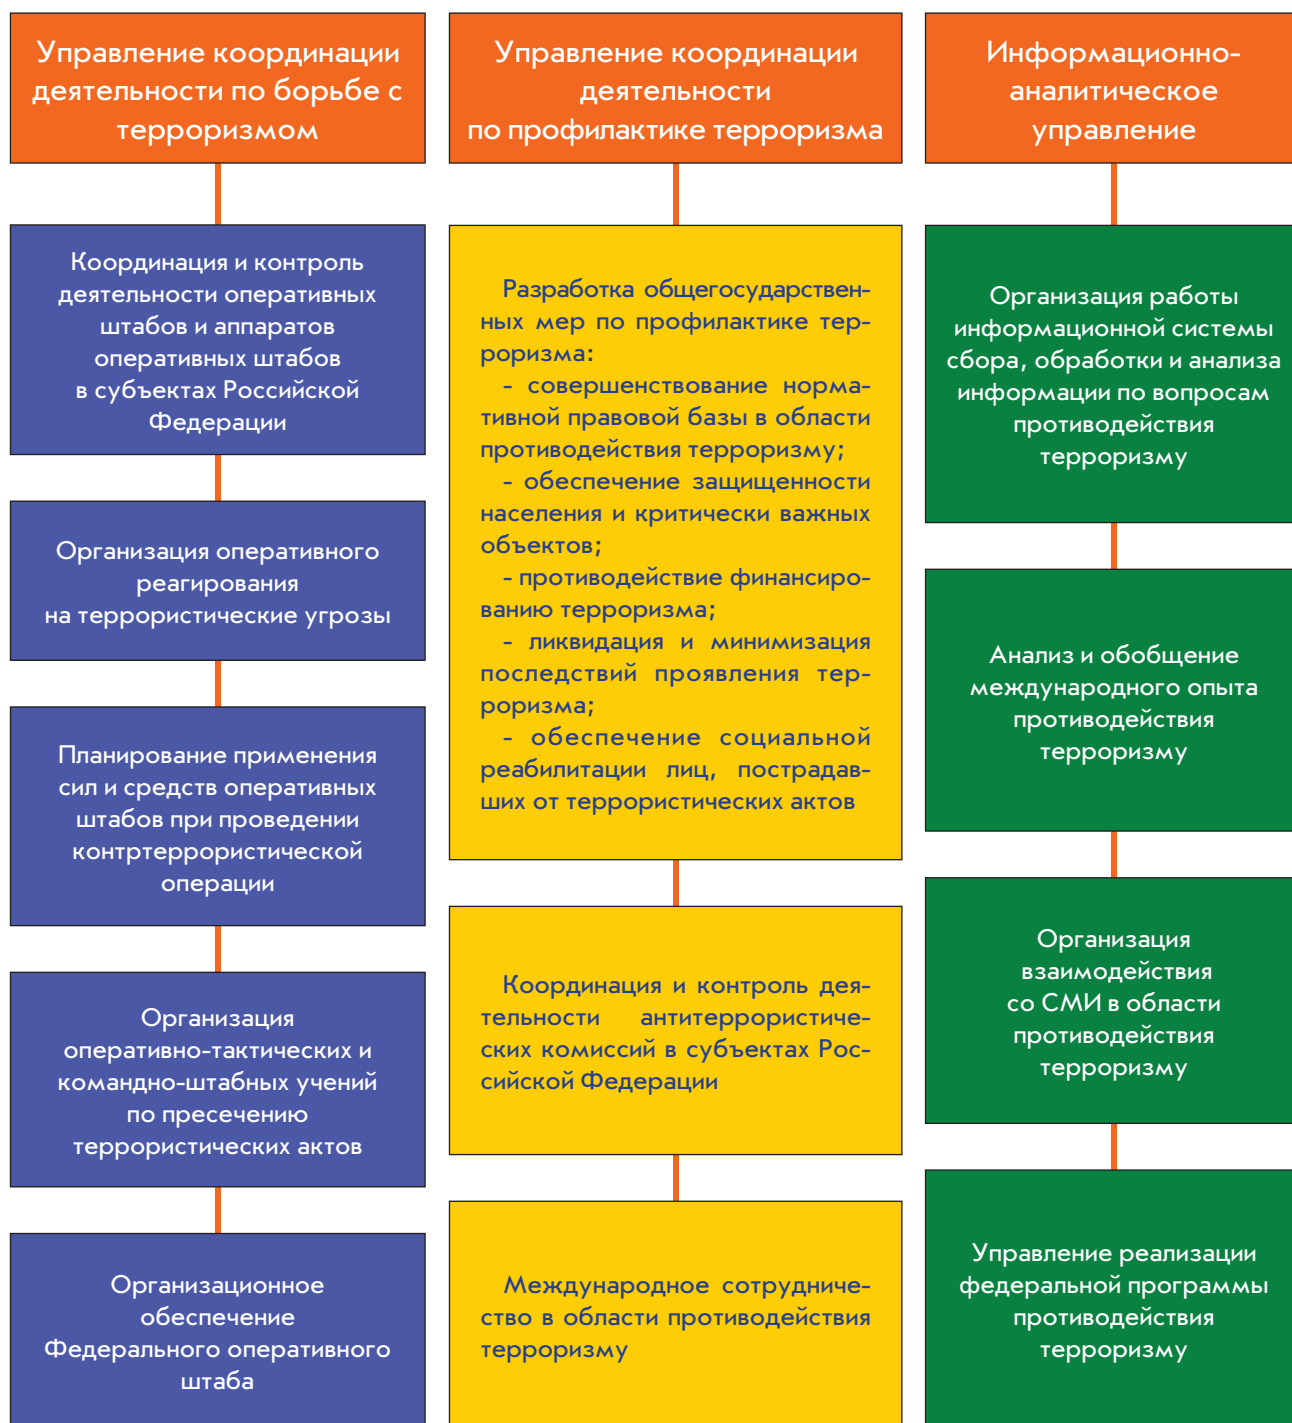 Управление координации
деятельности по борьбе с
терроризмом
Координация и контроль
деятельности оперативных
штабов и аппаратов
оперативных штабов
в субъектах Российской
Федерации
Организация оперативного
реагирования
на террористические угрозы
Планирование применения
сил и средств оперативных
штабов при проведении
контртеррористической
операции
Организация
оперативно-тактических и
командно-штабных учений
по пресечению
террористических актов
Организационное
обеспечение
Федерального оперативного
штаба
Управление координации
деятельности
по профилактике терроризма
Разработка общегосударствен-
ных мер по профилактике тер-
роризма:
- совершенствование норма-
тивной правовой базы в области
противодействия терроризму;
- обеспечение защищенности
населения и критически важных
объектов;
- противодействие финансиро-
ванию терроризма;
- ликвидация и минимизация
последствий проявления тер-
роризма;
- обеспечение социальной
реабилитации лиц, пострадав-
ших от террористических актов
Координация и контроль дея-
тельности антитеррористиче-
ских комиссий в субъектах Рос-
сийской Федерации
Международное сотрудниче-
ство в области противодействия
терроризму
Информационно-
аналитическое
управление
Организация работы
информационной системы
сбора, обработки и анализа
информации по вопросам
противодействия
терроризму
Анализ и обобщение
международного опыта
противодействия
терроризму
Организация
взаимодействия
со СМИ в области
противодействия
терроризму
Управление реализации
федеральной программы
противодействия
терроризму